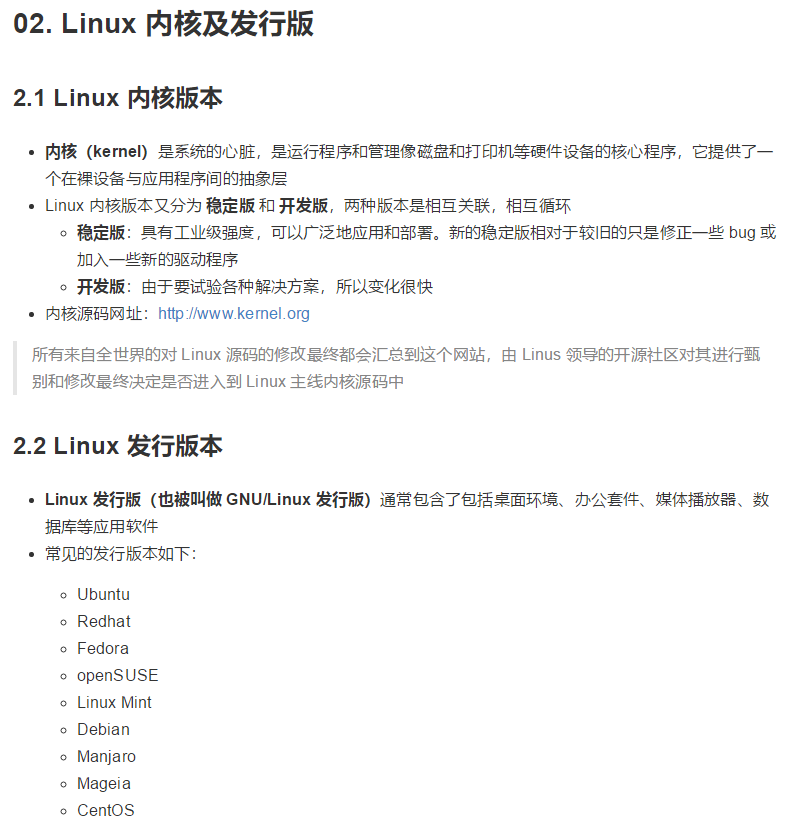 02. Linux 内核及发行版
2.1 Linux 内核版本
内核（kernel）是系统的心脏，是运行程序和管理像磁盘和打印机等硬件设备的核心程序，它提供了一
个在裸设备与应用程序间的抽象层
Linux 内核版本又分为 稳定版 和 开发版，两种版本是相互关联，相互循环
稳定版：具有工业级强度，可以广泛地应用和部署。新的稳定版相对于较旧的只是修正一些 bug 或
加入一些新的驱动程序
开发版：由于要试验各种解决方案，所以变化很快
内核源码网址：http://www.kernel.org
所有来自全世界的对 Linux 源码的修改最终都会汇总到这个网站，由 Linus 领导的开源社区对其进行甄
别和修改最终决定是否进入到 Linux 主线内核源码中
2.2 Linux 发行版本
Linux 发行版（也被叫做 GNU/Linux 发行版）通常包含了包括桌面环境、办公套件、媒体播放器、数
据库等应用软件
常见的发行版本如下：
Ubuntu
Redhat
Fedora
openSUSE
Linux Mint
Debian
Manjaro
Mageia
CentOS